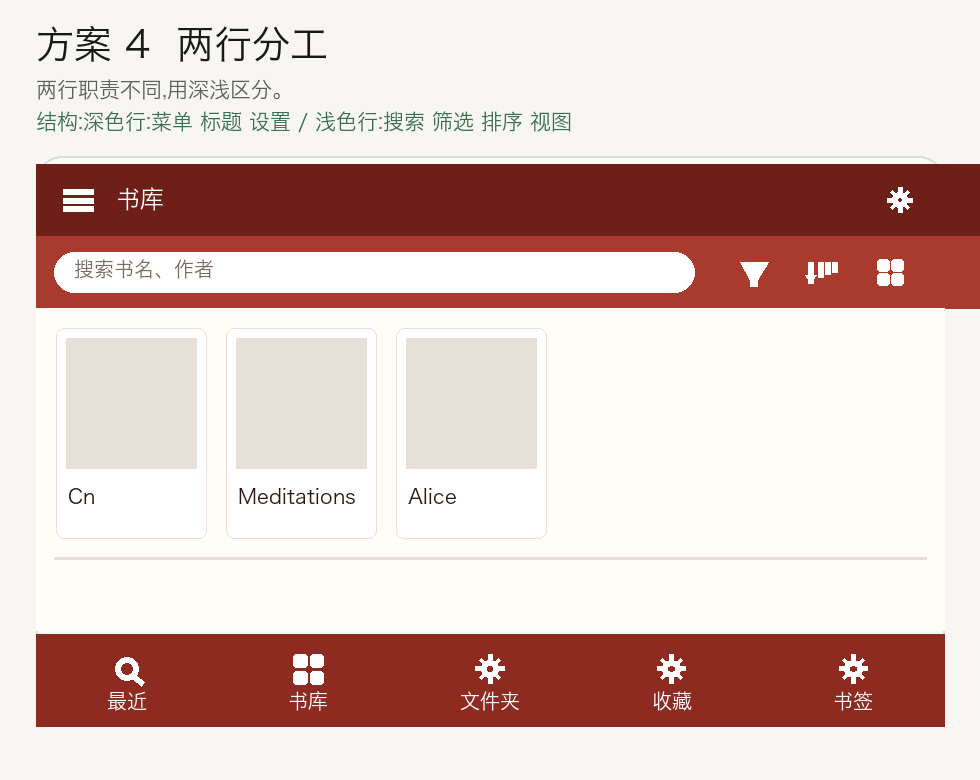 方案 4 两行分工
两行职责不同,用深浅区分。
结构:深色行:菜单 标题 设置 / 浅色行:搜索 筛选 排序 视图
书库
搜索书名、作者
Cn Meditations Alice
最近 书库 文件夹 收藏 书签